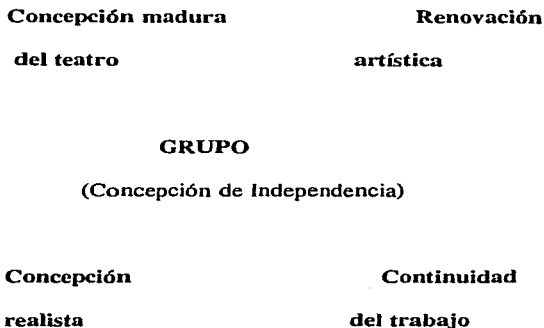 Concepción madura Renovación
del teatro artística
GRUPO
(Concepción de Independencia)
Concepción Continuidad
realista del trabajo